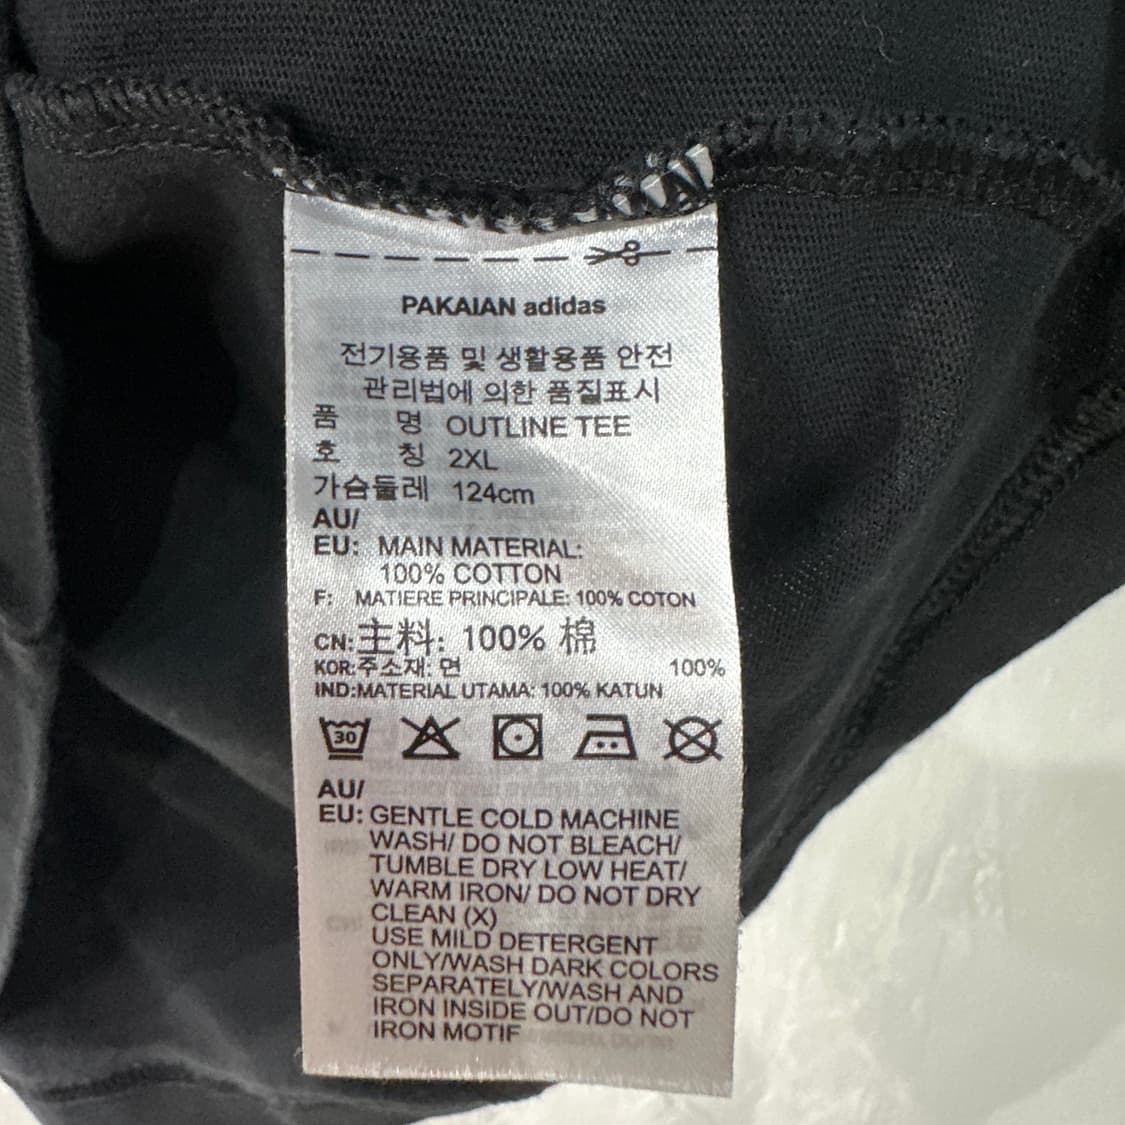 PAKAIAN adidas
전기용품 및 생활용품 안전
관리법에 의한 품질표시
품 명 OUTLINE TEE
호 칭 2XL
가슴둘레 124cm
AU/
EU: MAIN MATERIAL:
100% COTTON
F: MATIERE PRINCIPALE: 100% COTON
CN: 主料: 100% 棉
KOR:주소재: 면 100%
IND:MATERIAL UTAMA: 100% KATUN
30
AU/
EU: GENTLE COLD MACHINE
WASH/ DO NOT BLEACH/
TUMBLE DRY LOW HEAT/
WARM IRON/ DO NOT DRY
CLEAN (X)
USE MILD DETERGENT
ONLY/WASH DARK COLORS
SEPARATELY/WASH AND
IRON INSIDE OUT/DO NOT
IRON MOTIF